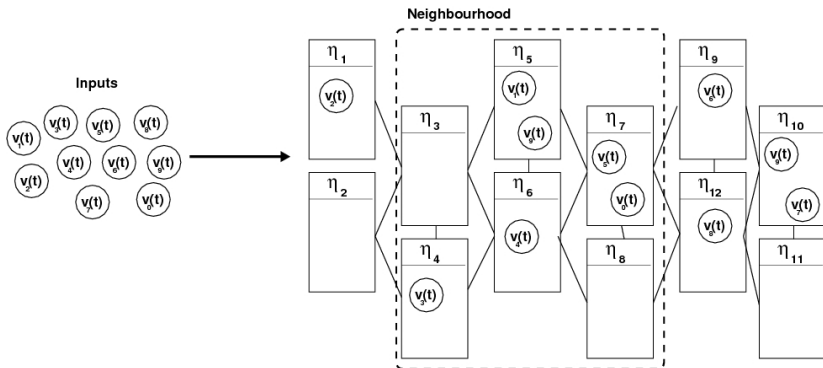 Neighbourhood
Inputs
v₁(t)
v₃(t)
v₅(t)
v₈(t)
v₂(t)
v₄(t)
v₆(t)
v₉(t)
v₇(t)
v₀(t)
η₁
v₂(t)
η₂
η₃
η₄
v₃(t)
η₅
v₁(t)
v₉(t)
η₆
v₄(t)
η₇
v₅(t)
v₀(t)
η₈
η₉
v₆(t)
η₁₂
v₈(t)
η₁₀
v₉(t)
v₇(t)
η₁₁